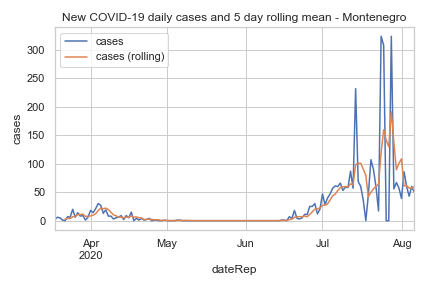 New COVID-19 daily cases and 5 day rolling mean - Montenegro
cases
cases (rolling)
300
250
200
150
100
50
0
cases
Apr
2020
May
Jun
Jul
Aug
dateRep